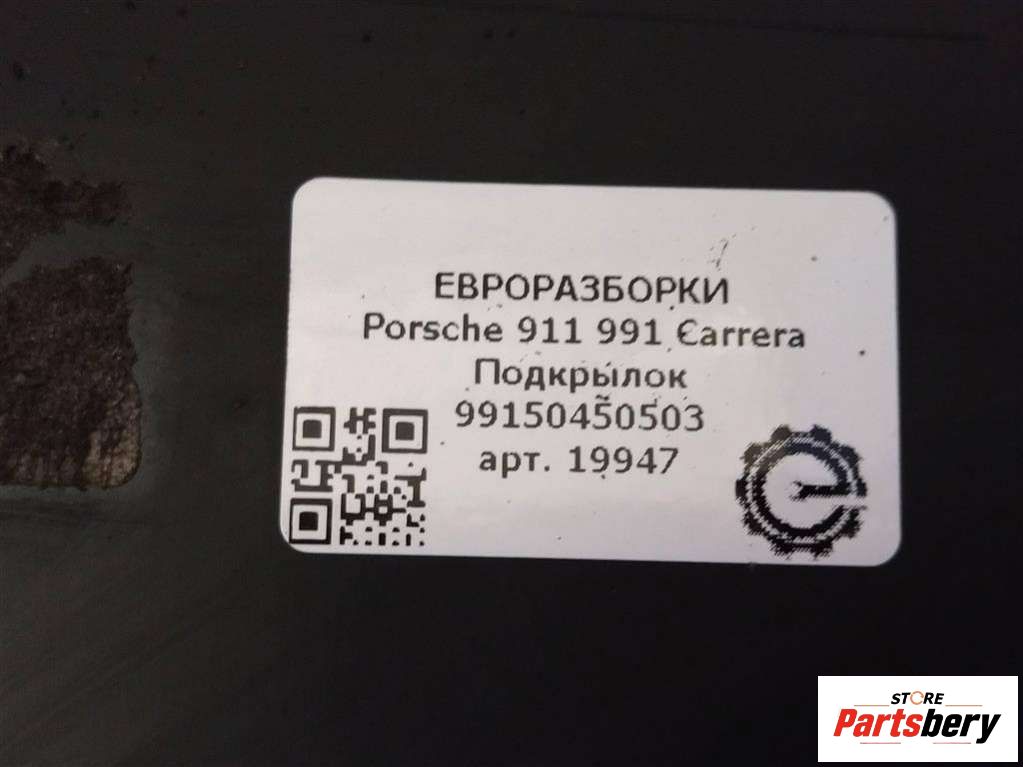 ЕВРОРАЗБОРКИ
Porsche 911 991 Carrera
Подкрылок
99150450503
арт. 19947
STORE
Partsbery